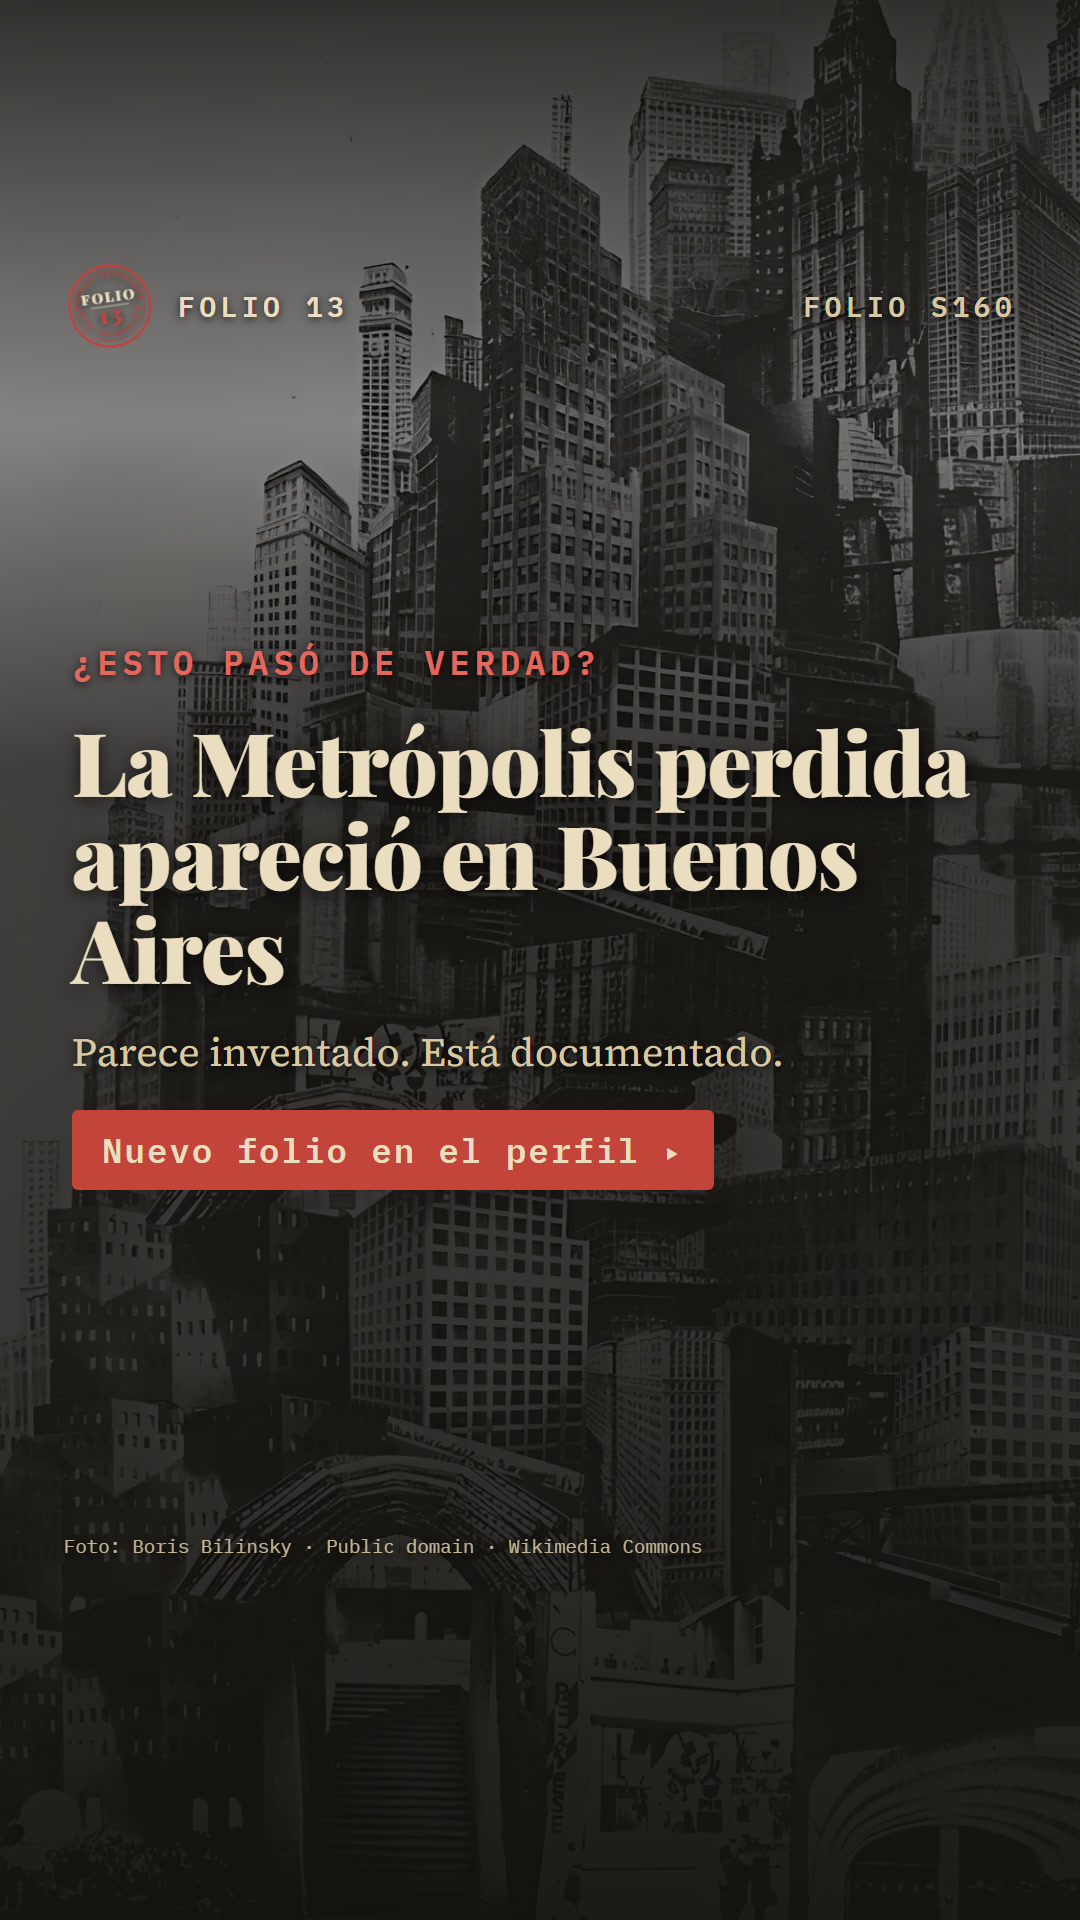 FOLIO
13
FOLIO 13
FOLIO S160
¿ESTO PASÓ DE VERDAD?
La Metrópolis perdida
apareció en Buenos
Aires
Parece inventado. Está documentado.
Nuevo folio en el perfil ▸
Foto: Boris Bilinsky · Public domain · Wikimedia Commons